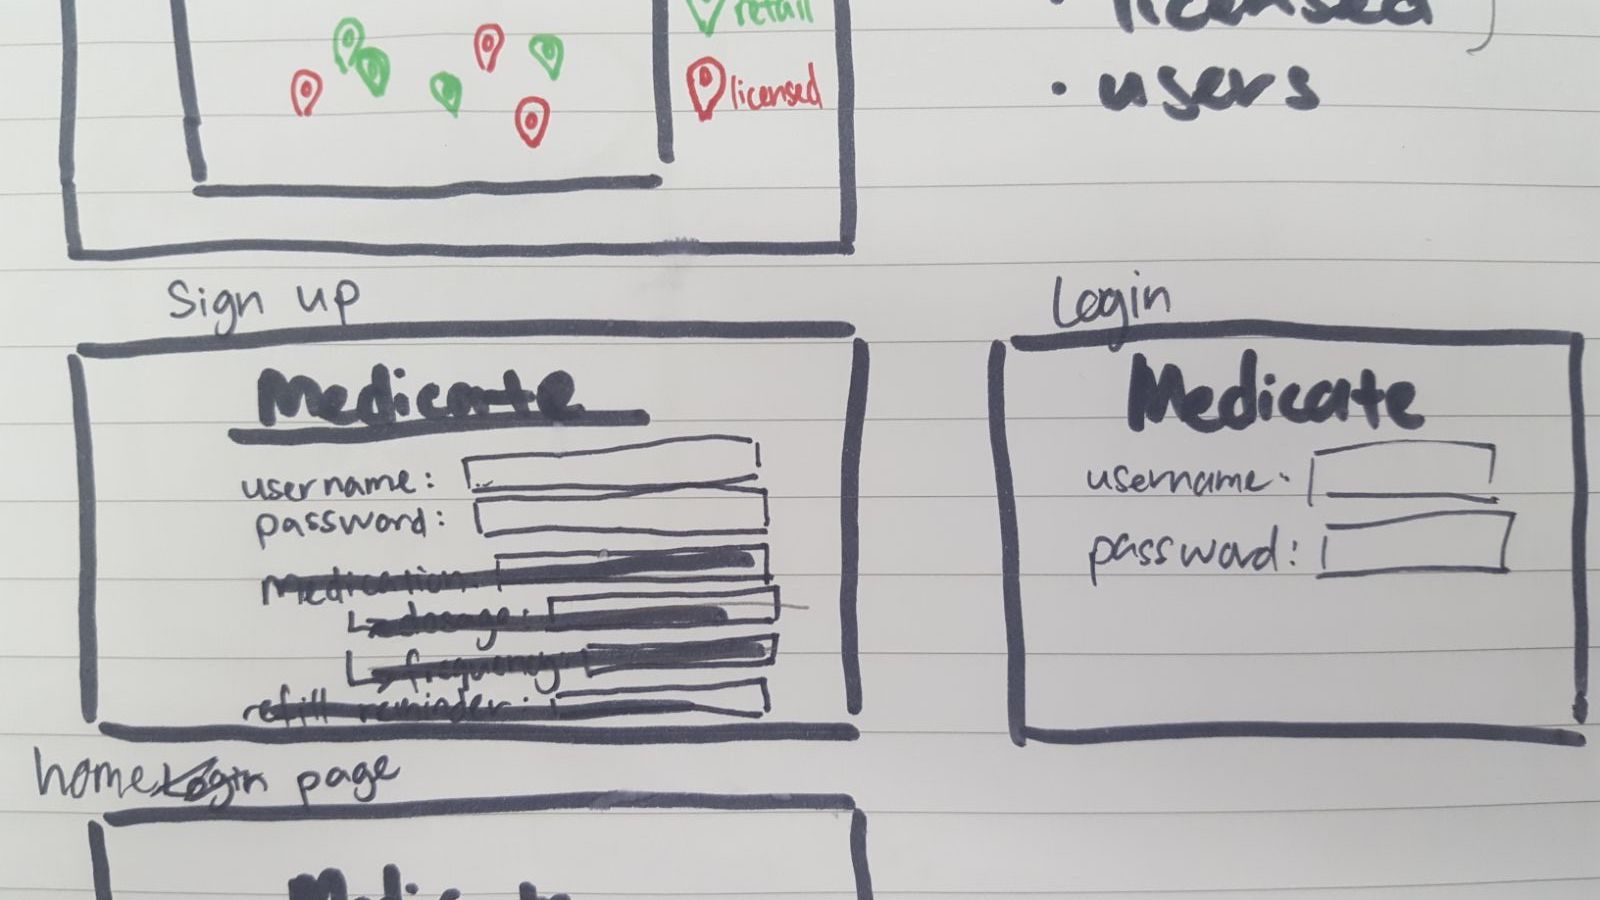 retail
licensed
licensed
• users
Sign up
Medicate
username:
password:
medication:
↳ dosage:
↳ frequency:
refill reminder:
Login
Medicate
username:
password:
home Login page
Medicate